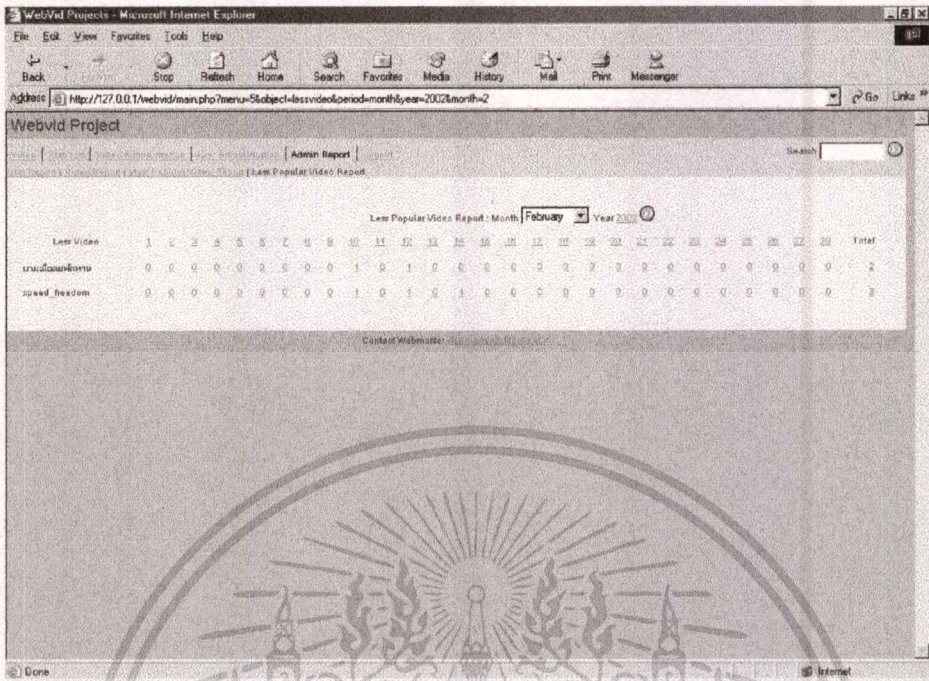 WebVid Projects - Microsoft Internet Explorer
File Edit View Favorites Tools Help
Back Stop Refresh Home Search Favorites Media History Mail Print Messenger
Address http://127.0.0.1/webvid/main.php?menu=5&object=lessvideo&period=month&year=2002&month=2 Go Links »
Webvid Project
Admin Report Search
Less Popular Video Report
Less Popular Video Report : Month February Year 2002
Less Video 1 2 3 4 5 6 7 8 9 10 11 12 13 14 15 16 17 18 19 20 21 22 23 24 25 26 27 28 Total
0 0 0 0 0 0 0 0 0 1 0 1 0 0 0 0 0 0 0 0 0 0 0 0 0 0 0 0 2
0 0 0 0 0 0 0 0 0 1 0 1 0 1 0 0 0 0 0 0 0 0 0 0 0 0 0 0 3
Contact Webmaster
Done Internet